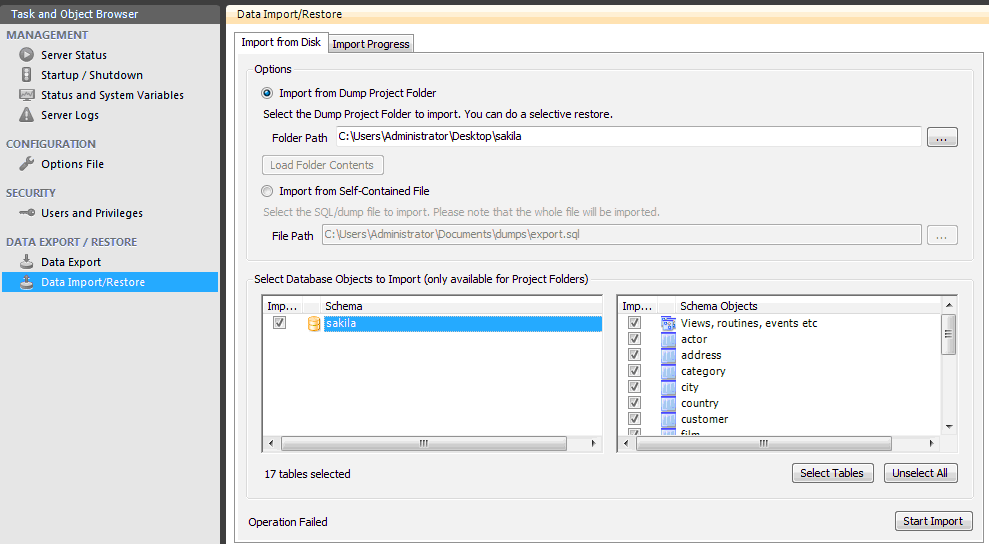 Task and Object Browser
MANAGEMENT
Server Status
Startup / Shutdown
Status and System Variables
Server Logs
CONFIGURATION
Options File
SECURITY
Users and Privileges
DATA EXPORT / RESTORE
Data Export
Data Import/Restore
Data Import/Restore
Import from Disk Import Progress
Options
Import from Dump Project Folder
Select the Dump Project Folder to import. You can do a selective restore.
Folder Path C:\Users\Administrator\Desktop\sakila ...
Load Folder Contents
Import from Self-Contained File
Select the SQL/dump file to import. Please note that the whole file will be imported.
File Path C:\Users\Administrator\Documents\dumps\export.sql ...
Select Database Objects to Import (only available for Project Folders)
Imp... Schema
sakila
Imp... Schema Objects
Views, routines, events etc
actor
address
category
city
country
customer
film
17 tables selected Select Tables Unselect All
Operation Failed Start Import